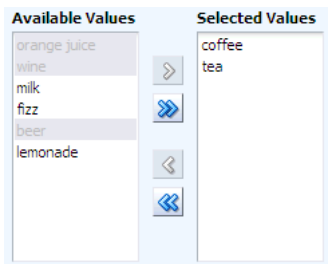 Available Values
Selected Values
orange juice
wine
milk
fizz
beer
lemonade
coffee
tea